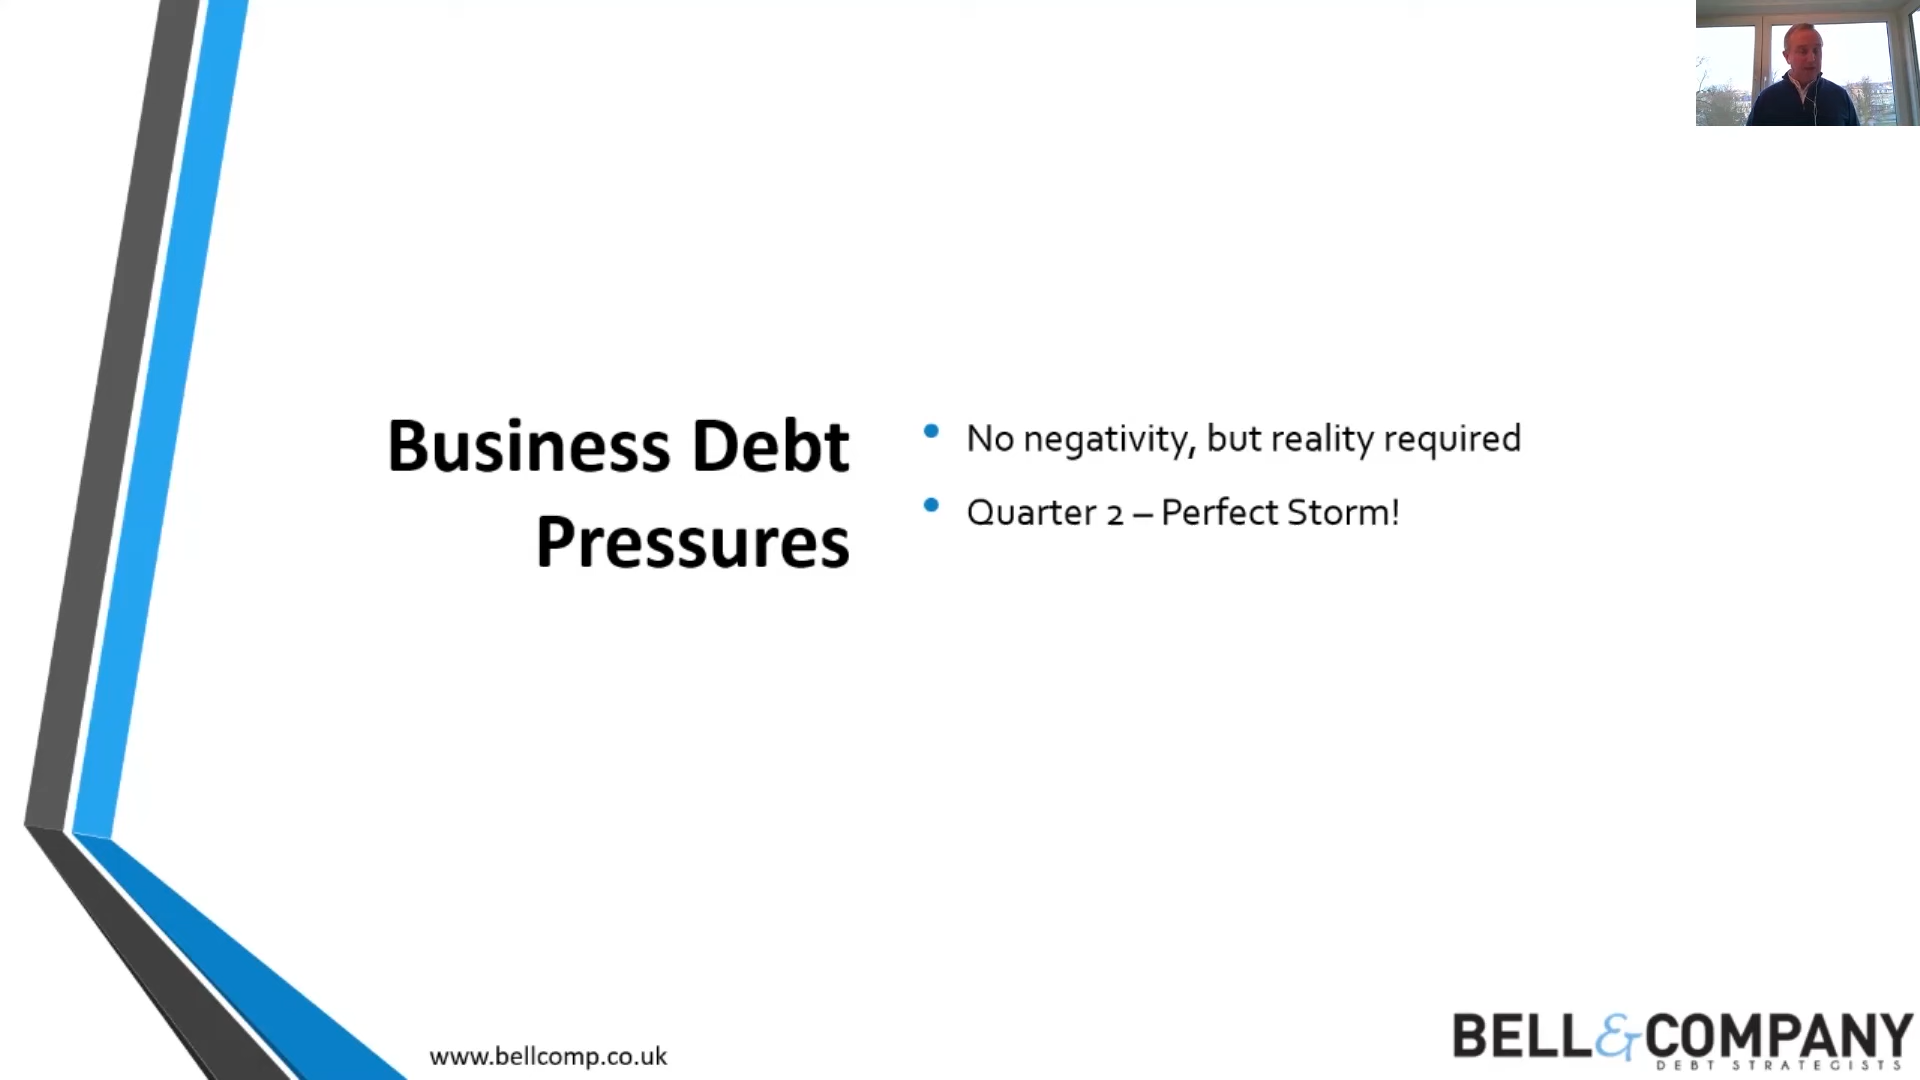 Business Debt
Pressures
No negativity, but reality required
Quarter 2 – Perfect Storm!
www.bellcomp.co.uk
BELL&COMPANY
DEBT STRATEGISTS